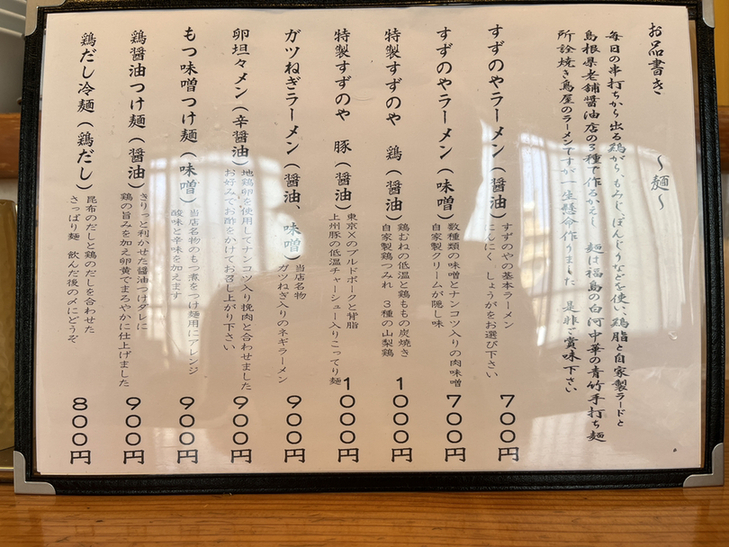 お品書き
～麺～
毎日の串打ちから出る鶏がら、もみじ、ぼんじりなどを使い、鶏脂と自家製ラードと
島根県老舗醤油店の3種で作るかえし　麺は福島の白河中華の青竹手打ち麺
所詮焼き鳥屋のラーメンですが一生懸命作りました　是非ご賞味下さい
すずのやラーメン（醤油）
すずのやの基本ラーメン
にんにく　しょうがをお選び下さい
700円
すずのやラーメン（味噌）
数種類の味噌とナンコツ入りの肉味噌
自家製クリームが隠し味
700円
特製すずのや　鶏（醤油）
鶏むねの低温と鶏ももの炭焼き
自家製鶏つみれ　3種の山梨鶏
1000円
特製すずのや　豚（醤油）
東京Xのブルドポークと背脂
上州豚の低温チャーシュー入りこってり麺
1000円
ガツねぎラーメン（醤油、味噌）
当店名物
ガツねぎ入りのネギラーメン
900円
卵坦々メン（辛醤油）
地鶏卵を使用してナンコツ入り挽肉と合わせました
お好みでお酢をかけてお召し上がり下さい
900円
もつ味噌つけ麺（味噌）
当店名物のもつ煮をつけ麺用にアレンジ
酸味と辛味を加えます
900円
鶏醤油つけ麺（醤油）
きりっと利かせた醤油つけダレに
鶏の旨みを加え卵黄でまろやかに仕上げました
900円
鶏だし冷麺（鶏だし）
昆布のだしと鶏のだしを合わせた
さっぱり麺　飲んだ後の〆にどうぞ
800円